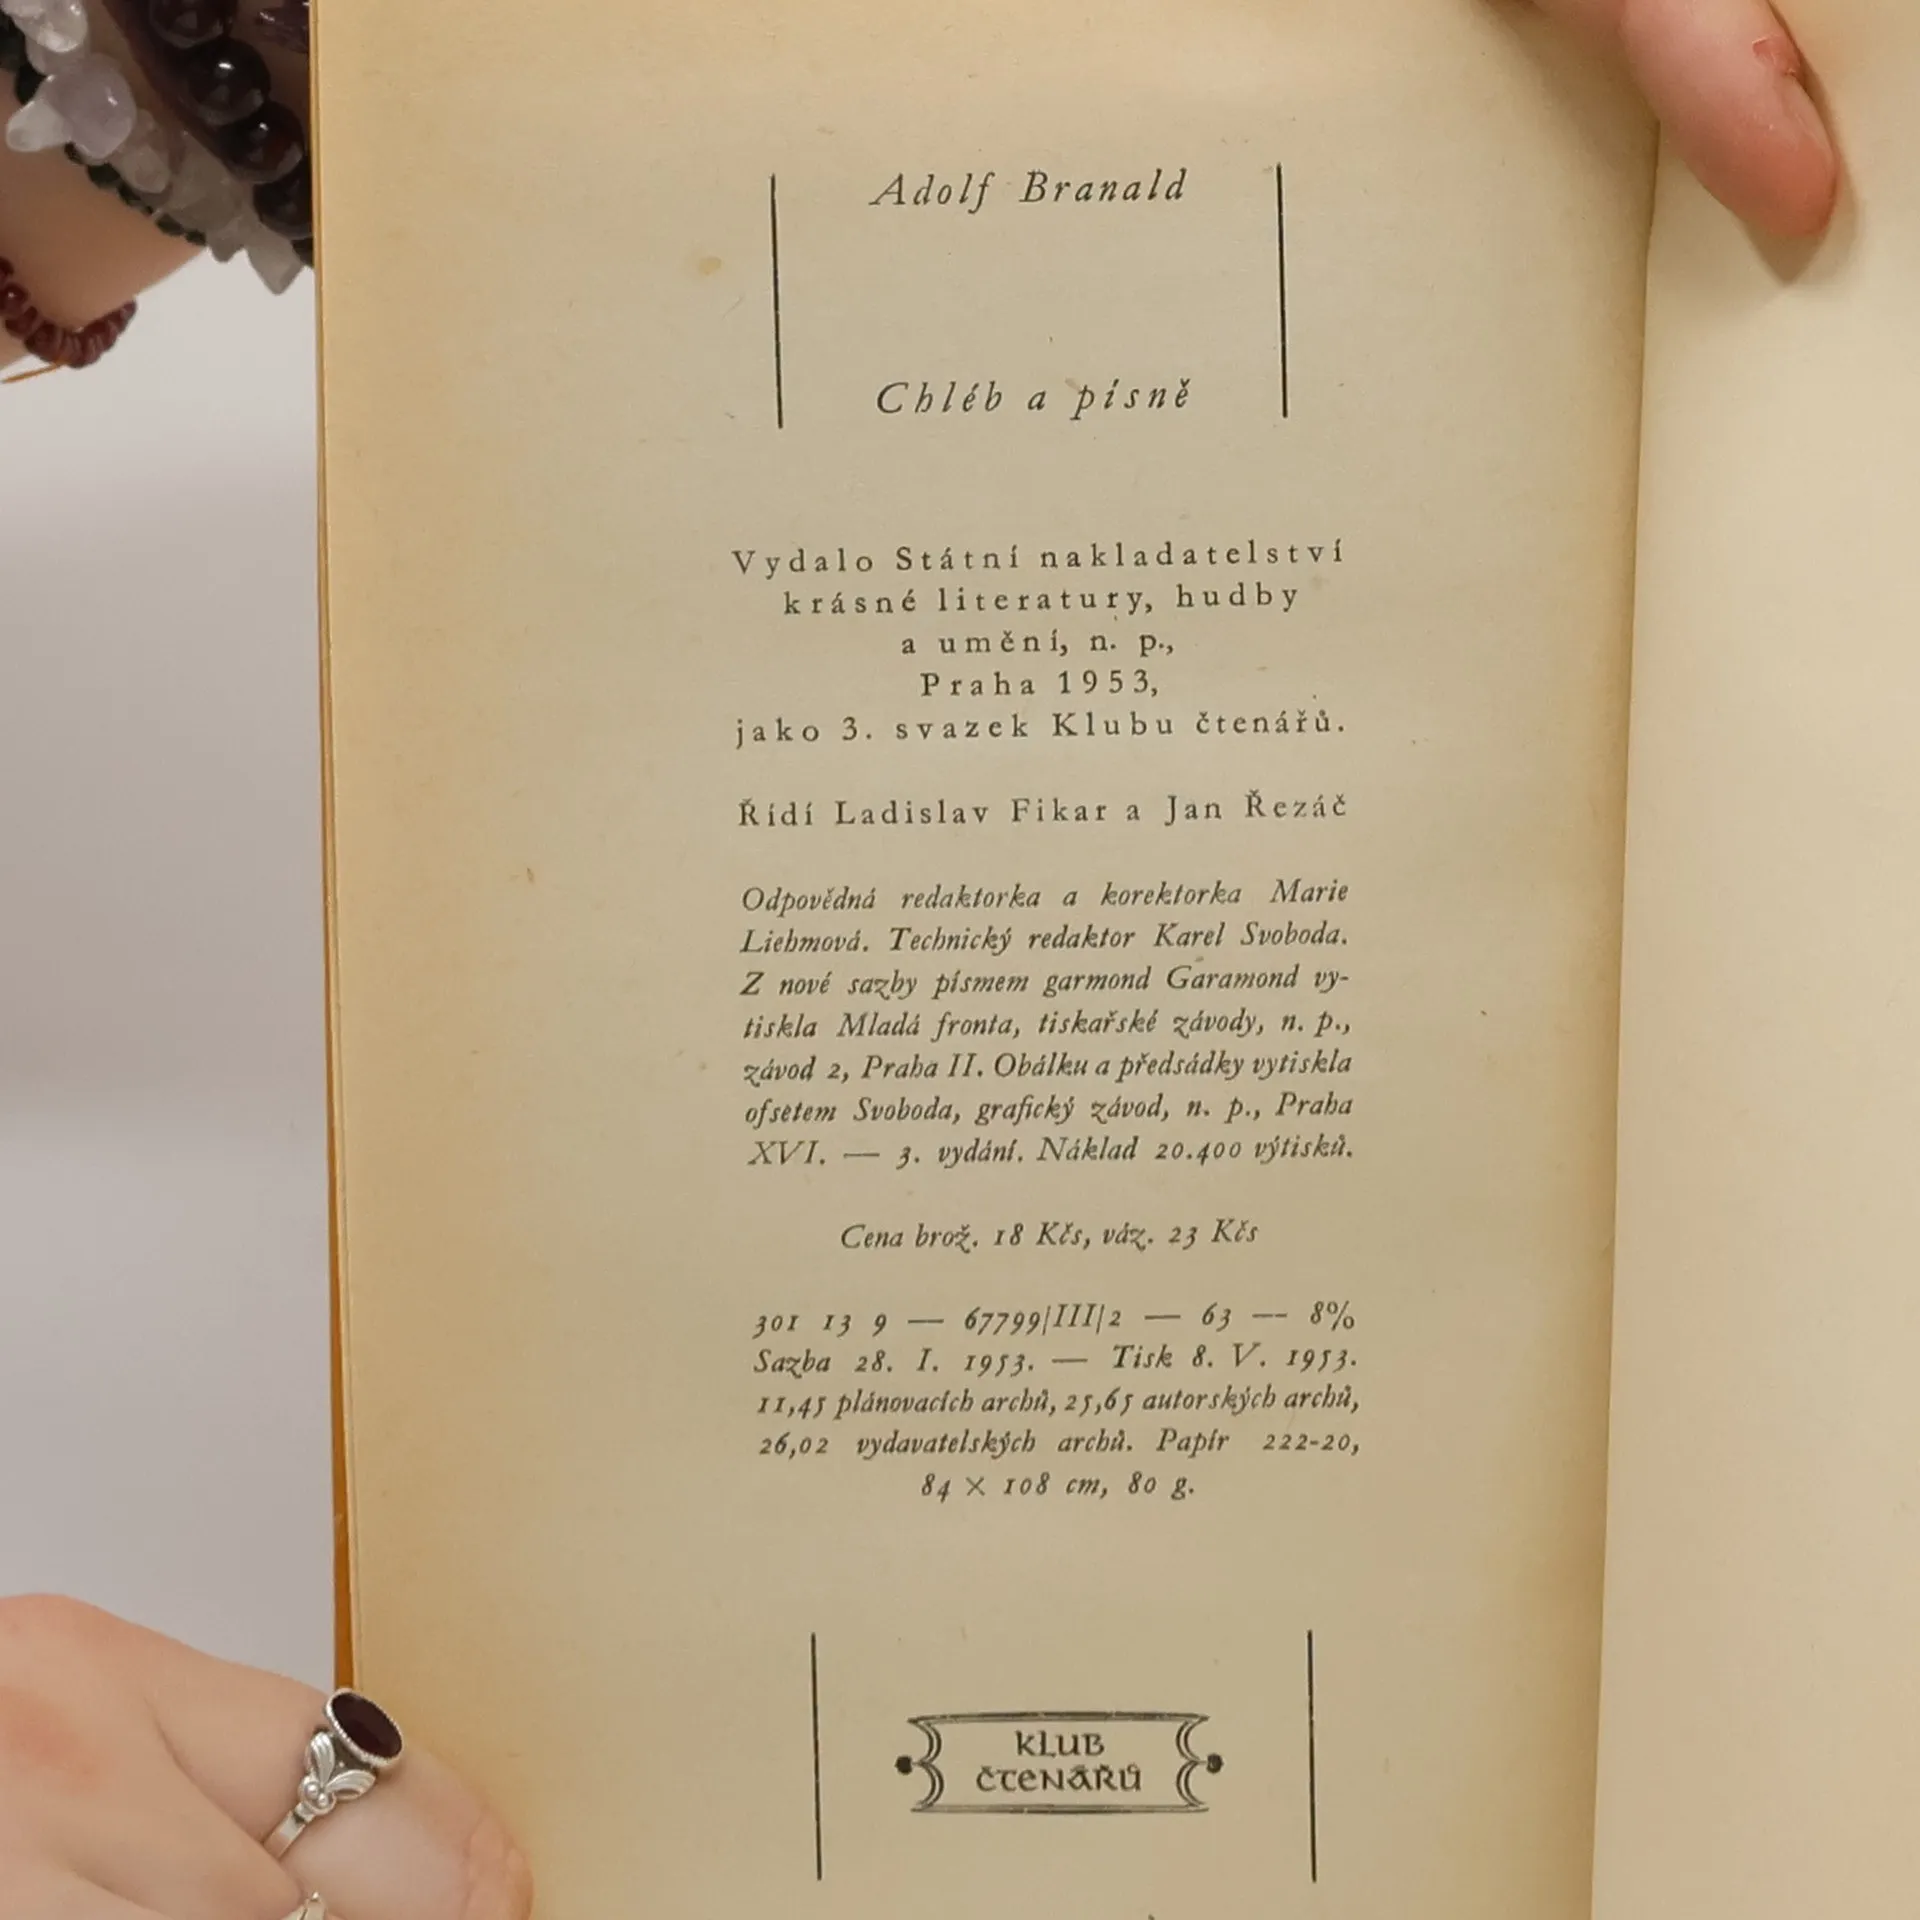 Adolf Branald
Chléb a písně
Vydalo Státní nakladatelství
krásné literatury, hudby
a umění, n. p.,
Praha 1953,
jako 3. svazek Klubu čtenářů.
Řídí Ladislav Fikar a Jan Řezáč
Odpovědná redaktorka a korektorka Marie
Liehmová. Technický redaktor Karel Svoboda.
Z nové sazby písmem garmond Garamond vy-
tiskla Mladá fronta, tiskařské závody, n. p.,
závod 2, Praha II. Obálku a předsádky vytiskla
ofsetem Svoboda, grafický závod, n. p., Praha
XVI. — 3. vydání. Náklad 20.400 výtisků.
Cena brož. 18 Kčs, váz. 23 Kčs
301 13 9 — 67799|III|2 — 63 — 8%
Sazba 28. I. 1953. — Tisk 8. V. 1953.
11,45 plánovacích archů, 25,65 autorských archů,
26,02 vydavatelských archů. Papír 222-20,
84 × 108 cm, 80 g.
KLUB
ČTENÁŘŮ